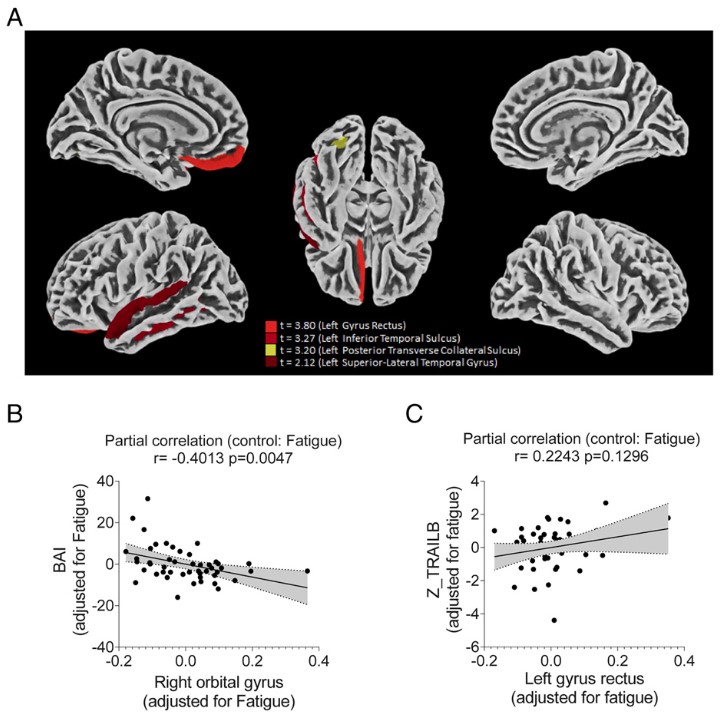 A
t = 3.80 (Left Gyrus Rectus)
t = 3.27 (Left Inferior Temporal Sulcus)
t = 3.20 (Left Posterior Transverse Collateral Sulcus)
t = 2.12 (Left Superior-Lateral Temporal Gyrus)
B
Partial correlation (control: Fatigue)
r= -0.4013 p=0.0047
BAI
(adjusted for Fatigue)
40
20
0
-20
-40
-0.2
0.0
0.2
0.4
Right orbital gyrus
(adjusted for Fatigue)
C
Partial correlation (control: Fatigue)
r= 0.2243 p=0.1296
Z_TRAILB
(adjusted for fatigue)
4
2
0
-2
-4
-6
-0.2
0.0
0.2
0.4
Left gyrus rectus
(adjusted for fatigue)